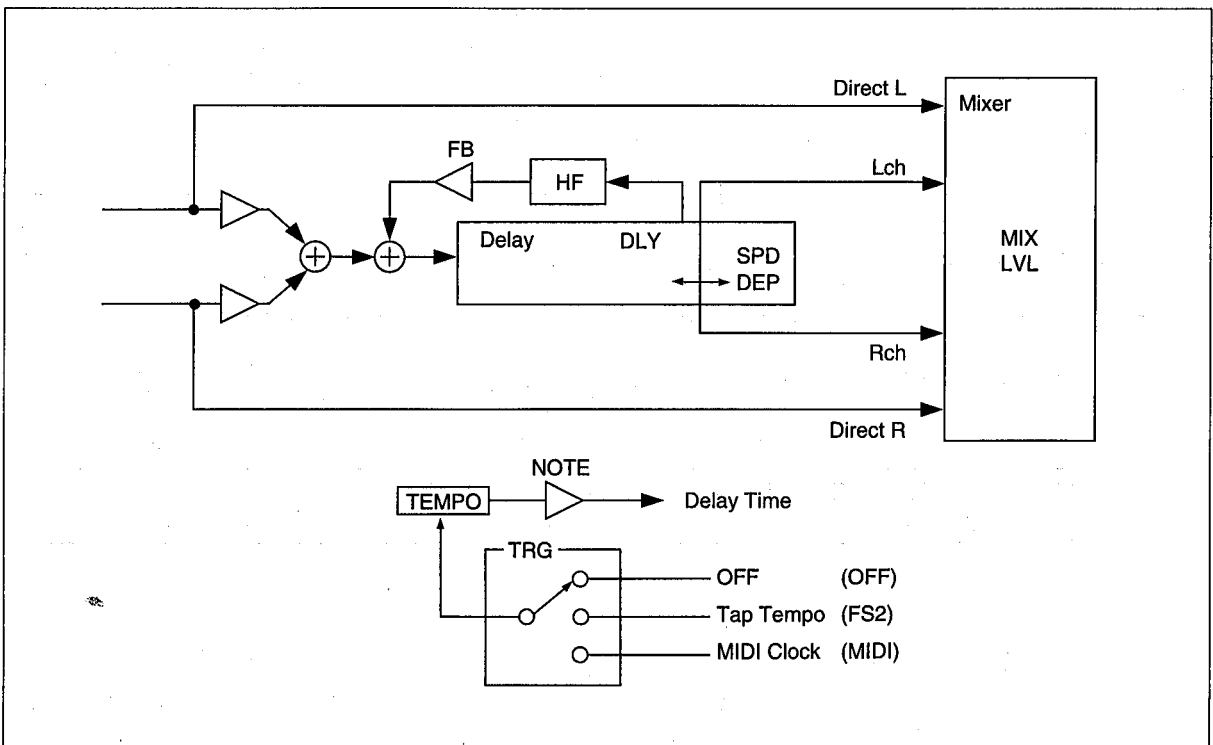 Direct L
Mixer
FB
Lch
HF
Delay
DLY
SPD
DEP
MIX
LVL
Rch
Direct R
NOTE
TEMPO
Delay Time
TRG
OFF (OFF)
Tap Tempo (FS2)
MIDI Clock (MIDI)